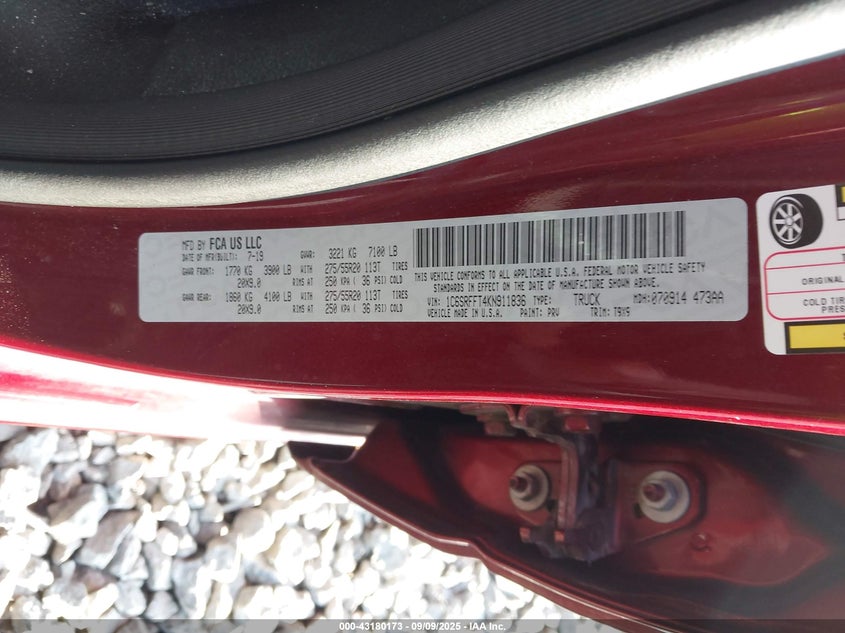 MFD BY FCA US LLC
DATE OF MFR(BUILT): 7-19 GVWR: 3221 KG 7100 LB
GAWR FRONT: 1770 KG 3900 LB WITH 275/55R20 113T TIRES
20X9.0 RIMS AT 250 KPA ( 36 PSI) COLD
GAWR REAR: 1860 KG 4100 LB WITH 275/55R20 113T TIRES
20X9.0 RIMS AT 250 KPA ( 36 PSI) COLD
THIS VEHICLE CONFORMS TO ALL APPLICABLE U.S.A. FEDERAL MOTOR VEHICLE SAFETY
STANDARDS IN EFFECT ON THE DATE OF MANUFACTURE SHOWN ABOVE.
VIN: 1C6SRFFT4KN911836 TYPE: TRUCK MDH: 070914 473AA
VEHICLE MADE IN U.S.A. PAINT: PRV TRIM: T9X9
ORIGINAL
COLD TI
PRES
000-43180173 - 09/09/2025 - IAA Inc.